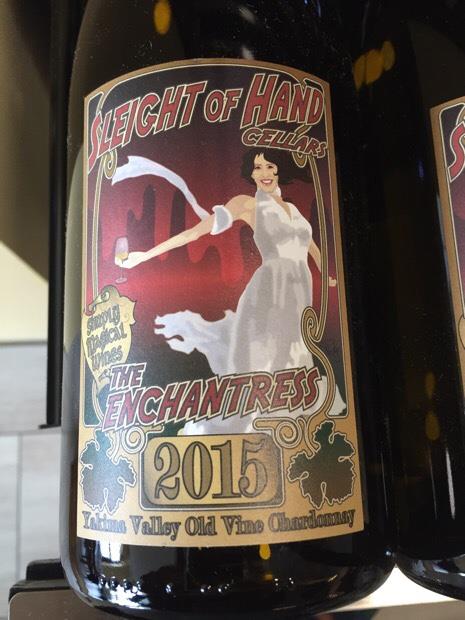 SLEIGHT OF HAND
CELLARS
Simply
Magical
Wines
THE
ENCHANTRESS
2015
Yakima Valley Old Vine Chardonnay
S